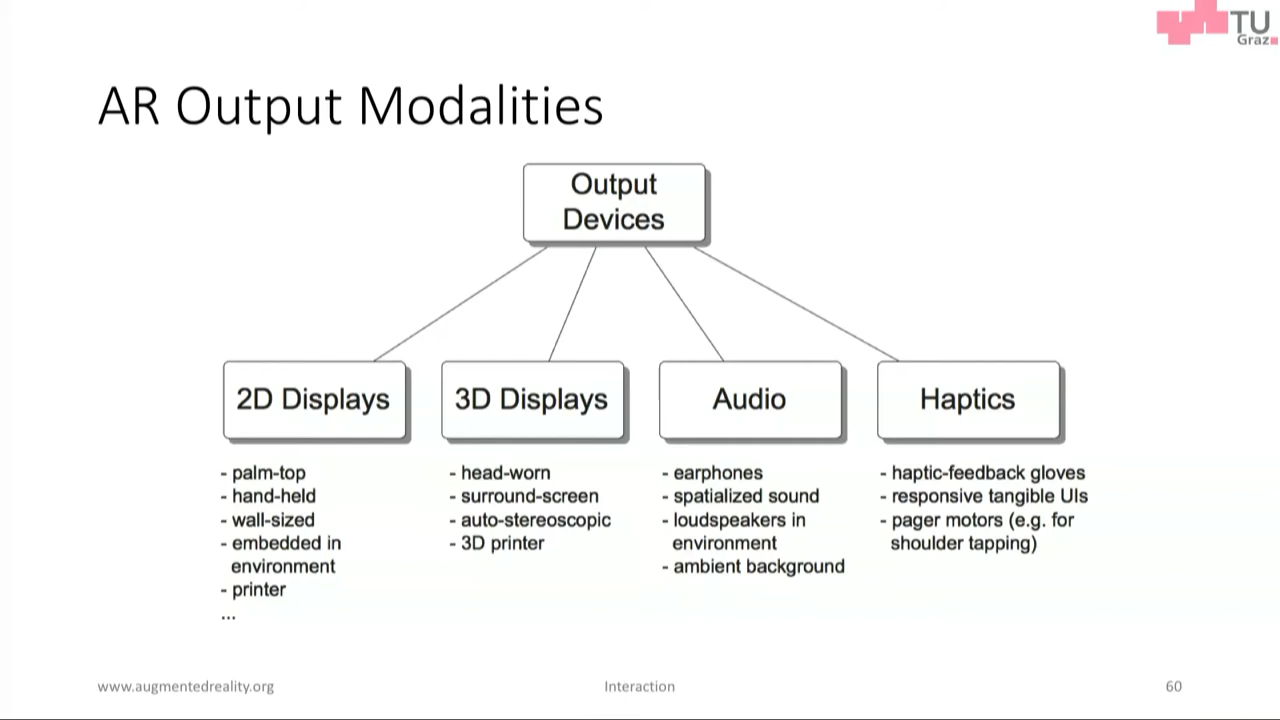 TU
Graz
AR Output Modalities
Output
Devices
2D Displays
3D Displays
Audio
Haptics
- palm-top
- hand-held
- wall-sized
- embedded in
environment
- printer
...
- head-worn
- surround-screen
- auto-stereoscopic
- 3D printer
- earphones
- spatialized sound
- loudspeakers in
environment
- ambient background
- haptic-feedback gloves
- responsive tangible UIs
- pager motors (e.g. for
shoulder tapping)
www.augmentedreality.org
Interaction
60